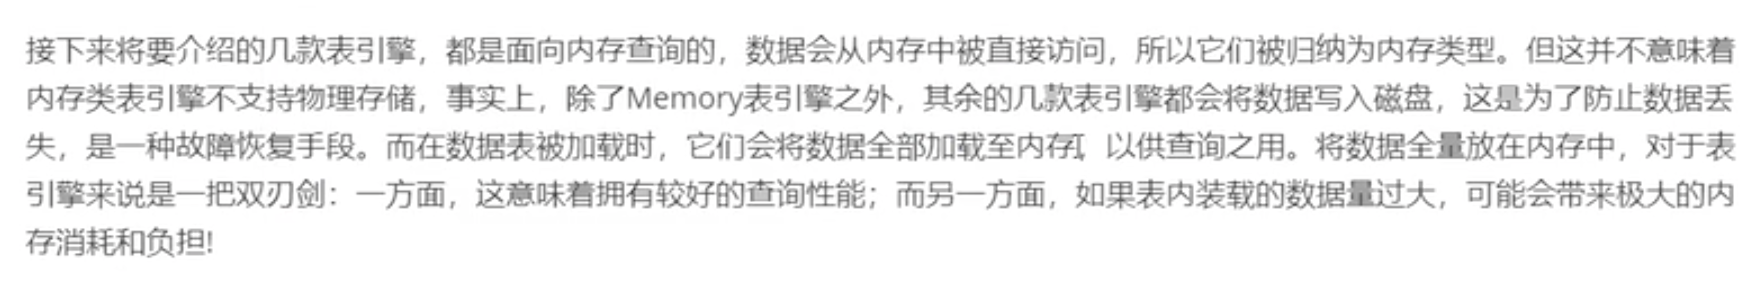 接下来将要介绍的几款表引擎，都是面向内存查询的，数据会从内存中被直接访问，所以它们被归纳为内存类型。但这并不意味着
内存类表引擎不支持物理存储，事实上，除了Memory表引擎之外，其余的几款表引擎都会将数据写入磁盘，这是为了防止数据丢
失，是一种故障恢复手段。而在数据表被加载时，它们会将数据全部加载至内存，以供查询之用。将数据全量放在内存中，对于表
引擎来说是一把双刃剑：一方面，这意味着拥有较好的查询性能；而另一方面，如果表内装载的数据量过大，可能会带来极大的内
存消耗和负担!